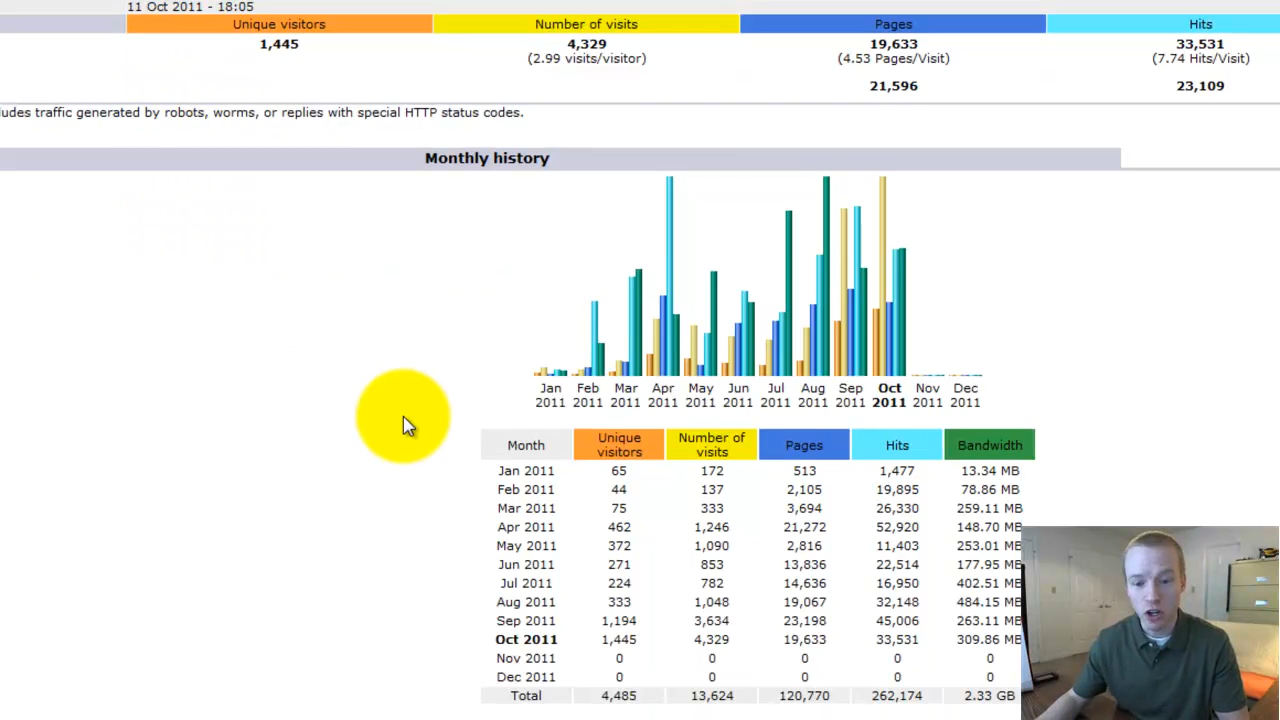 11 Oct 2011 - 18:05
Unique visitors Number of visits Pages Hits
1,445 4,329 19,633 33,531
(2.99 visits/visitor) (4.53 Pages/Visit) (7.74 Hits/Visit)
21,596 23,109
ludes traffic generated by robots, worms, or replies with special HTTP status codes.
Monthly history
Jan Feb Mar Apr May Jun Jul Aug Sep Oct Nov Dec
2011 2011 2011 2011 2011 2011 2011 2011 2011 2011 2011 2011
Month Unique visitors Number of visits Pages Hits Bandwidth
Jan 2011 65 172 513 1,477 13.34 MB
Feb 2011 44 137 2,105 19,895 78.86 MB
Mar 2011 75 333 3,694 26,330 259.11 MB
Apr 2011 462 1,246 21,272 52,920 148.70 MB
May 2011 372 1,090 2,816 11,403 253.01 MB
Jun 2011 271 853 13,836 22,514 177.95 MB
Jul 2011 224 782 14,636 16,950 402.51 MB
Aug 2011 333 1,048 19,067 32,148 484.15 MB
Sep 2011 1,194 3,634 23,198 45,006 263.11 MB
Oct 2011 1,445 4,329 19,633 33,531 309.86 MB
Nov 2011 0 0 0 0 0
Dec 2011 0 0 0 0 0
Total 4,485 13,624 120,770 262,174 2.33 GB